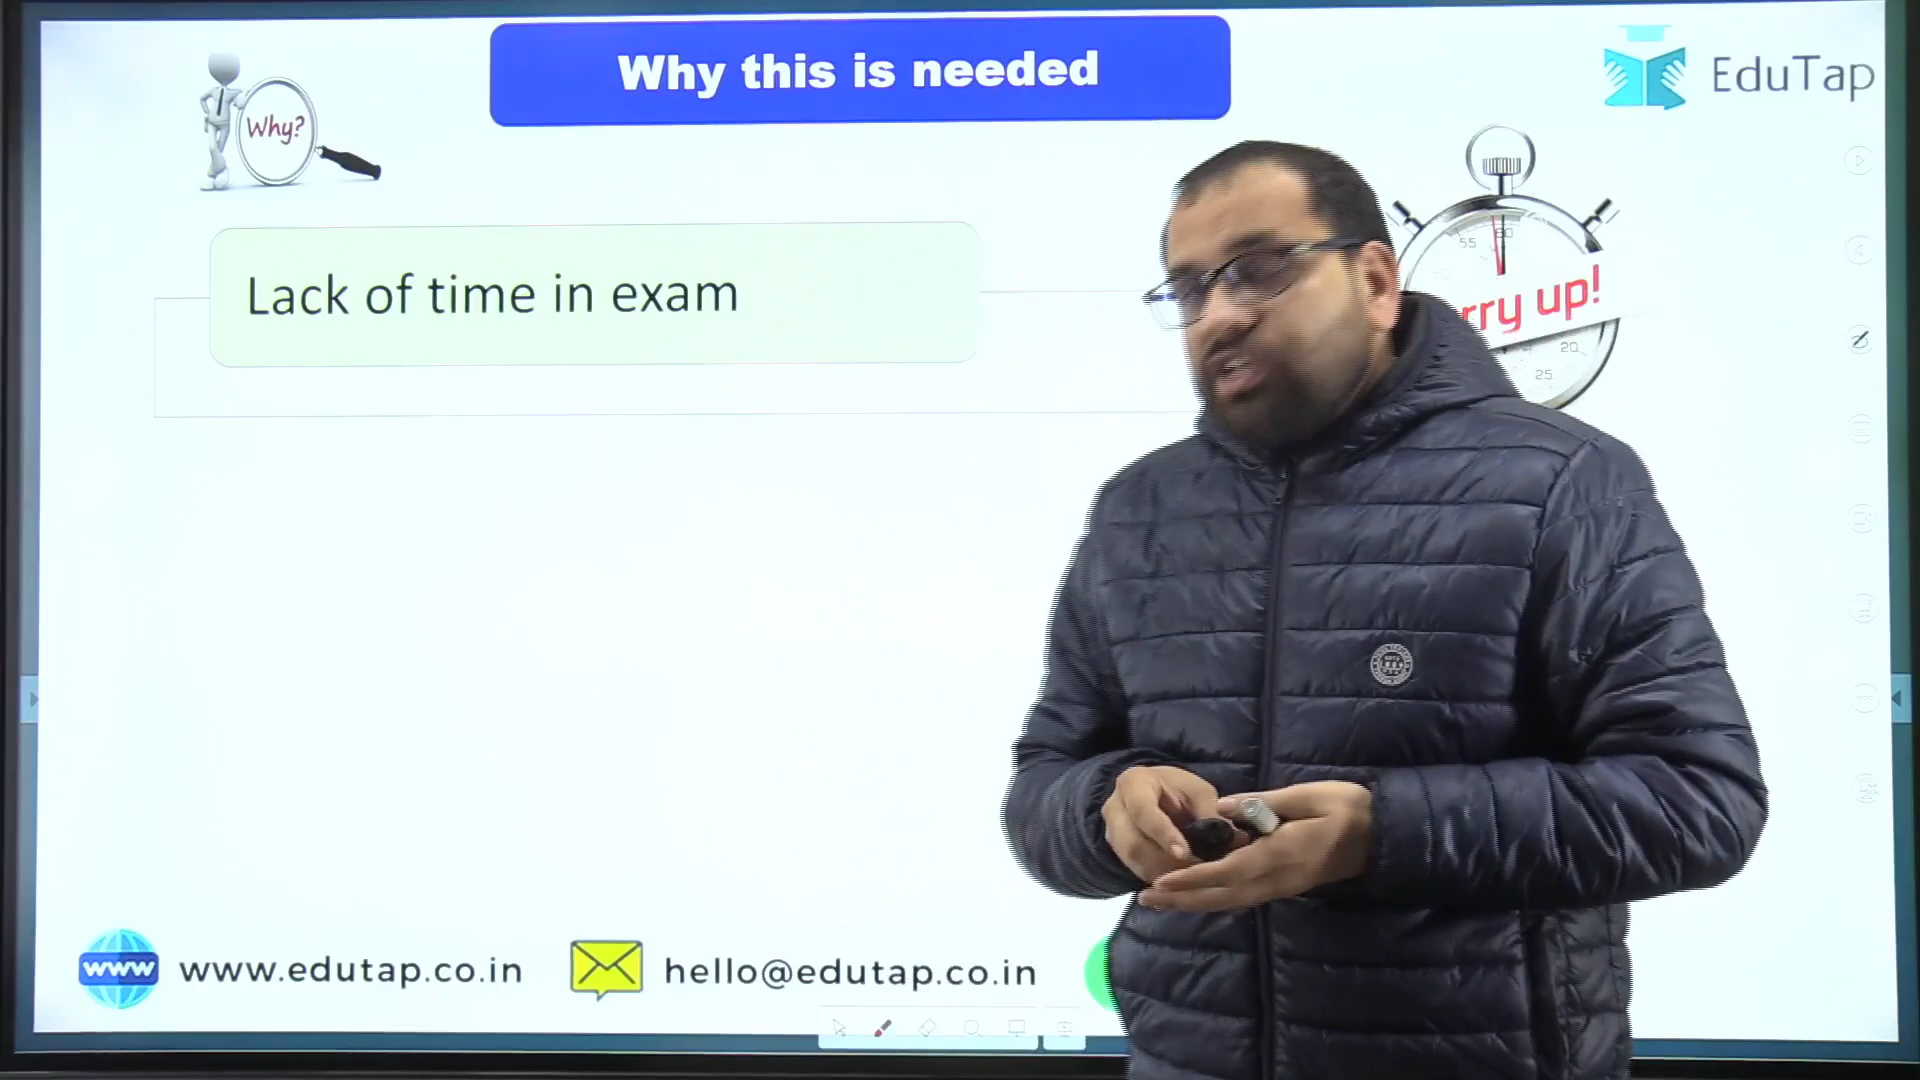 Why this is needed
EduTap
Why?
Lack of time in exam
55
60
rry up!
20
25
www
www.edutap.co.in
hello@edutap.co.in